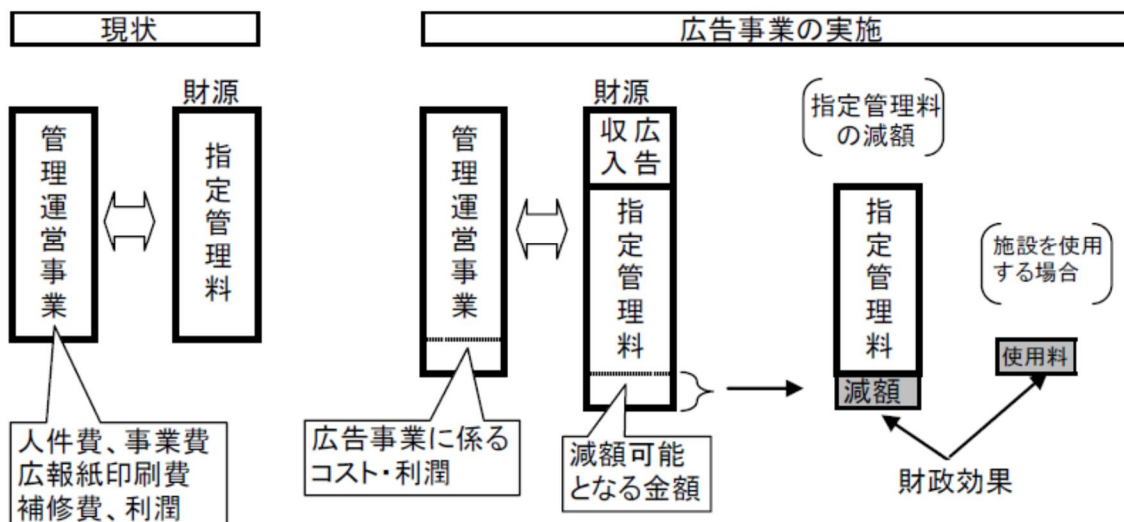 現状
財源
管理運営事業
指定管理料
人件費、事業費
広報紙印刷費
補修費、利潤
広告事業の実施
財源
管理運営事業
広告
収入
指定管理料
広告事業に係る
コスト・利潤
減額可能
となる金額
指定管理料
の減額
指定管理料
減額
施設を使用
する場合
使用料
財政効果